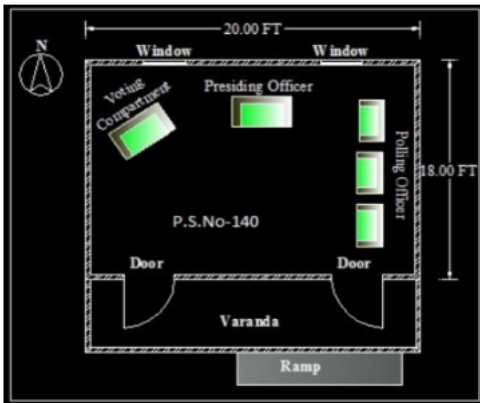 20.00 FT
N
Window
Window
Voting
Compartment
Presiding Officer
Polling Officer
18.00 FT
P.S.No-140
Door
Door
Varanda
Ramp